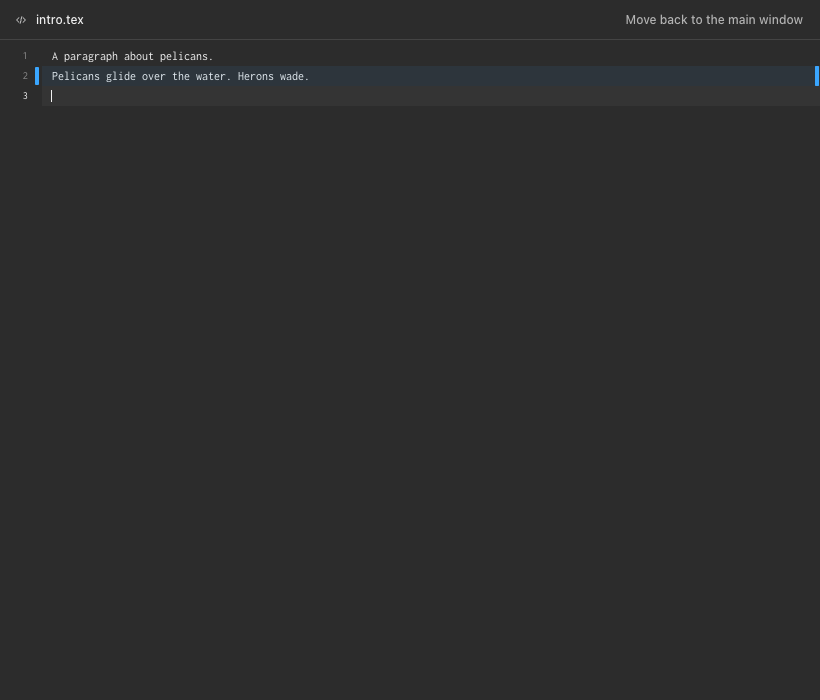 </> intro.tex
Move back to the main window
1 A paragraph about pelicans.
2 Pelicans glide over the water. Herons wade.
3